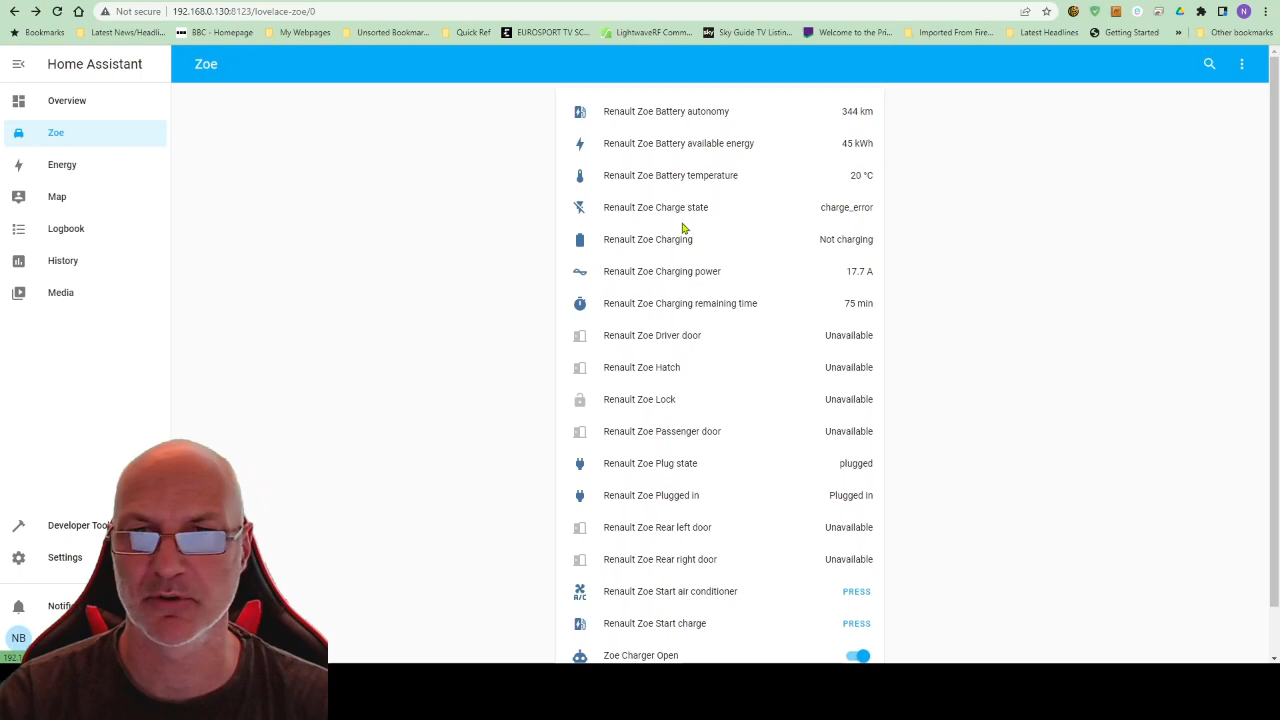 Not secure | 192.168.0.130:8123/lovelace-zoe/0
Bookmarks
Latest News/Headli...
BBC - Homepage
My Webpages
Unsorted Bookmar...
Quick Ref
EUROSPORT TV SC...
LightwaveRF Comm...
Sky Guide TV Listin...
Welcome to the Pri...
Imported From Fire...
Latest Headlines
Getting Started
»
Other bookmarks
Home Assistant
Zoe
Overview
Zoe
Energy
Map
Logbook
History
Media
Developer Tool
Settings
Notifi
NB
192.1
Renault Zoe Battery autonomy 344 km
Renault Zoe Battery available energy 45 kWh
Renault Zoe Battery temperature 20 °C
Renault Zoe Charge state charge_error
Renault Zoe Charging Not charging
Renault Zoe Charging power 17.7 A
Renault Zoe Charging remaining time 75 min
Renault Zoe Driver door Unavailable
Renault Zoe Hatch Unavailable
Renault Zoe Lock Unavailable
Renault Zoe Passenger door Unavailable
Renault Zoe Plug state plugged
Renault Zoe Plugged in Plugged in
Renault Zoe Rear left door Unavailable
Renault Zoe Rear right door Unavailable
Renault Zoe Start air conditioner PRESS
Renault Zoe Start charge PRESS
Zoe Charger Open